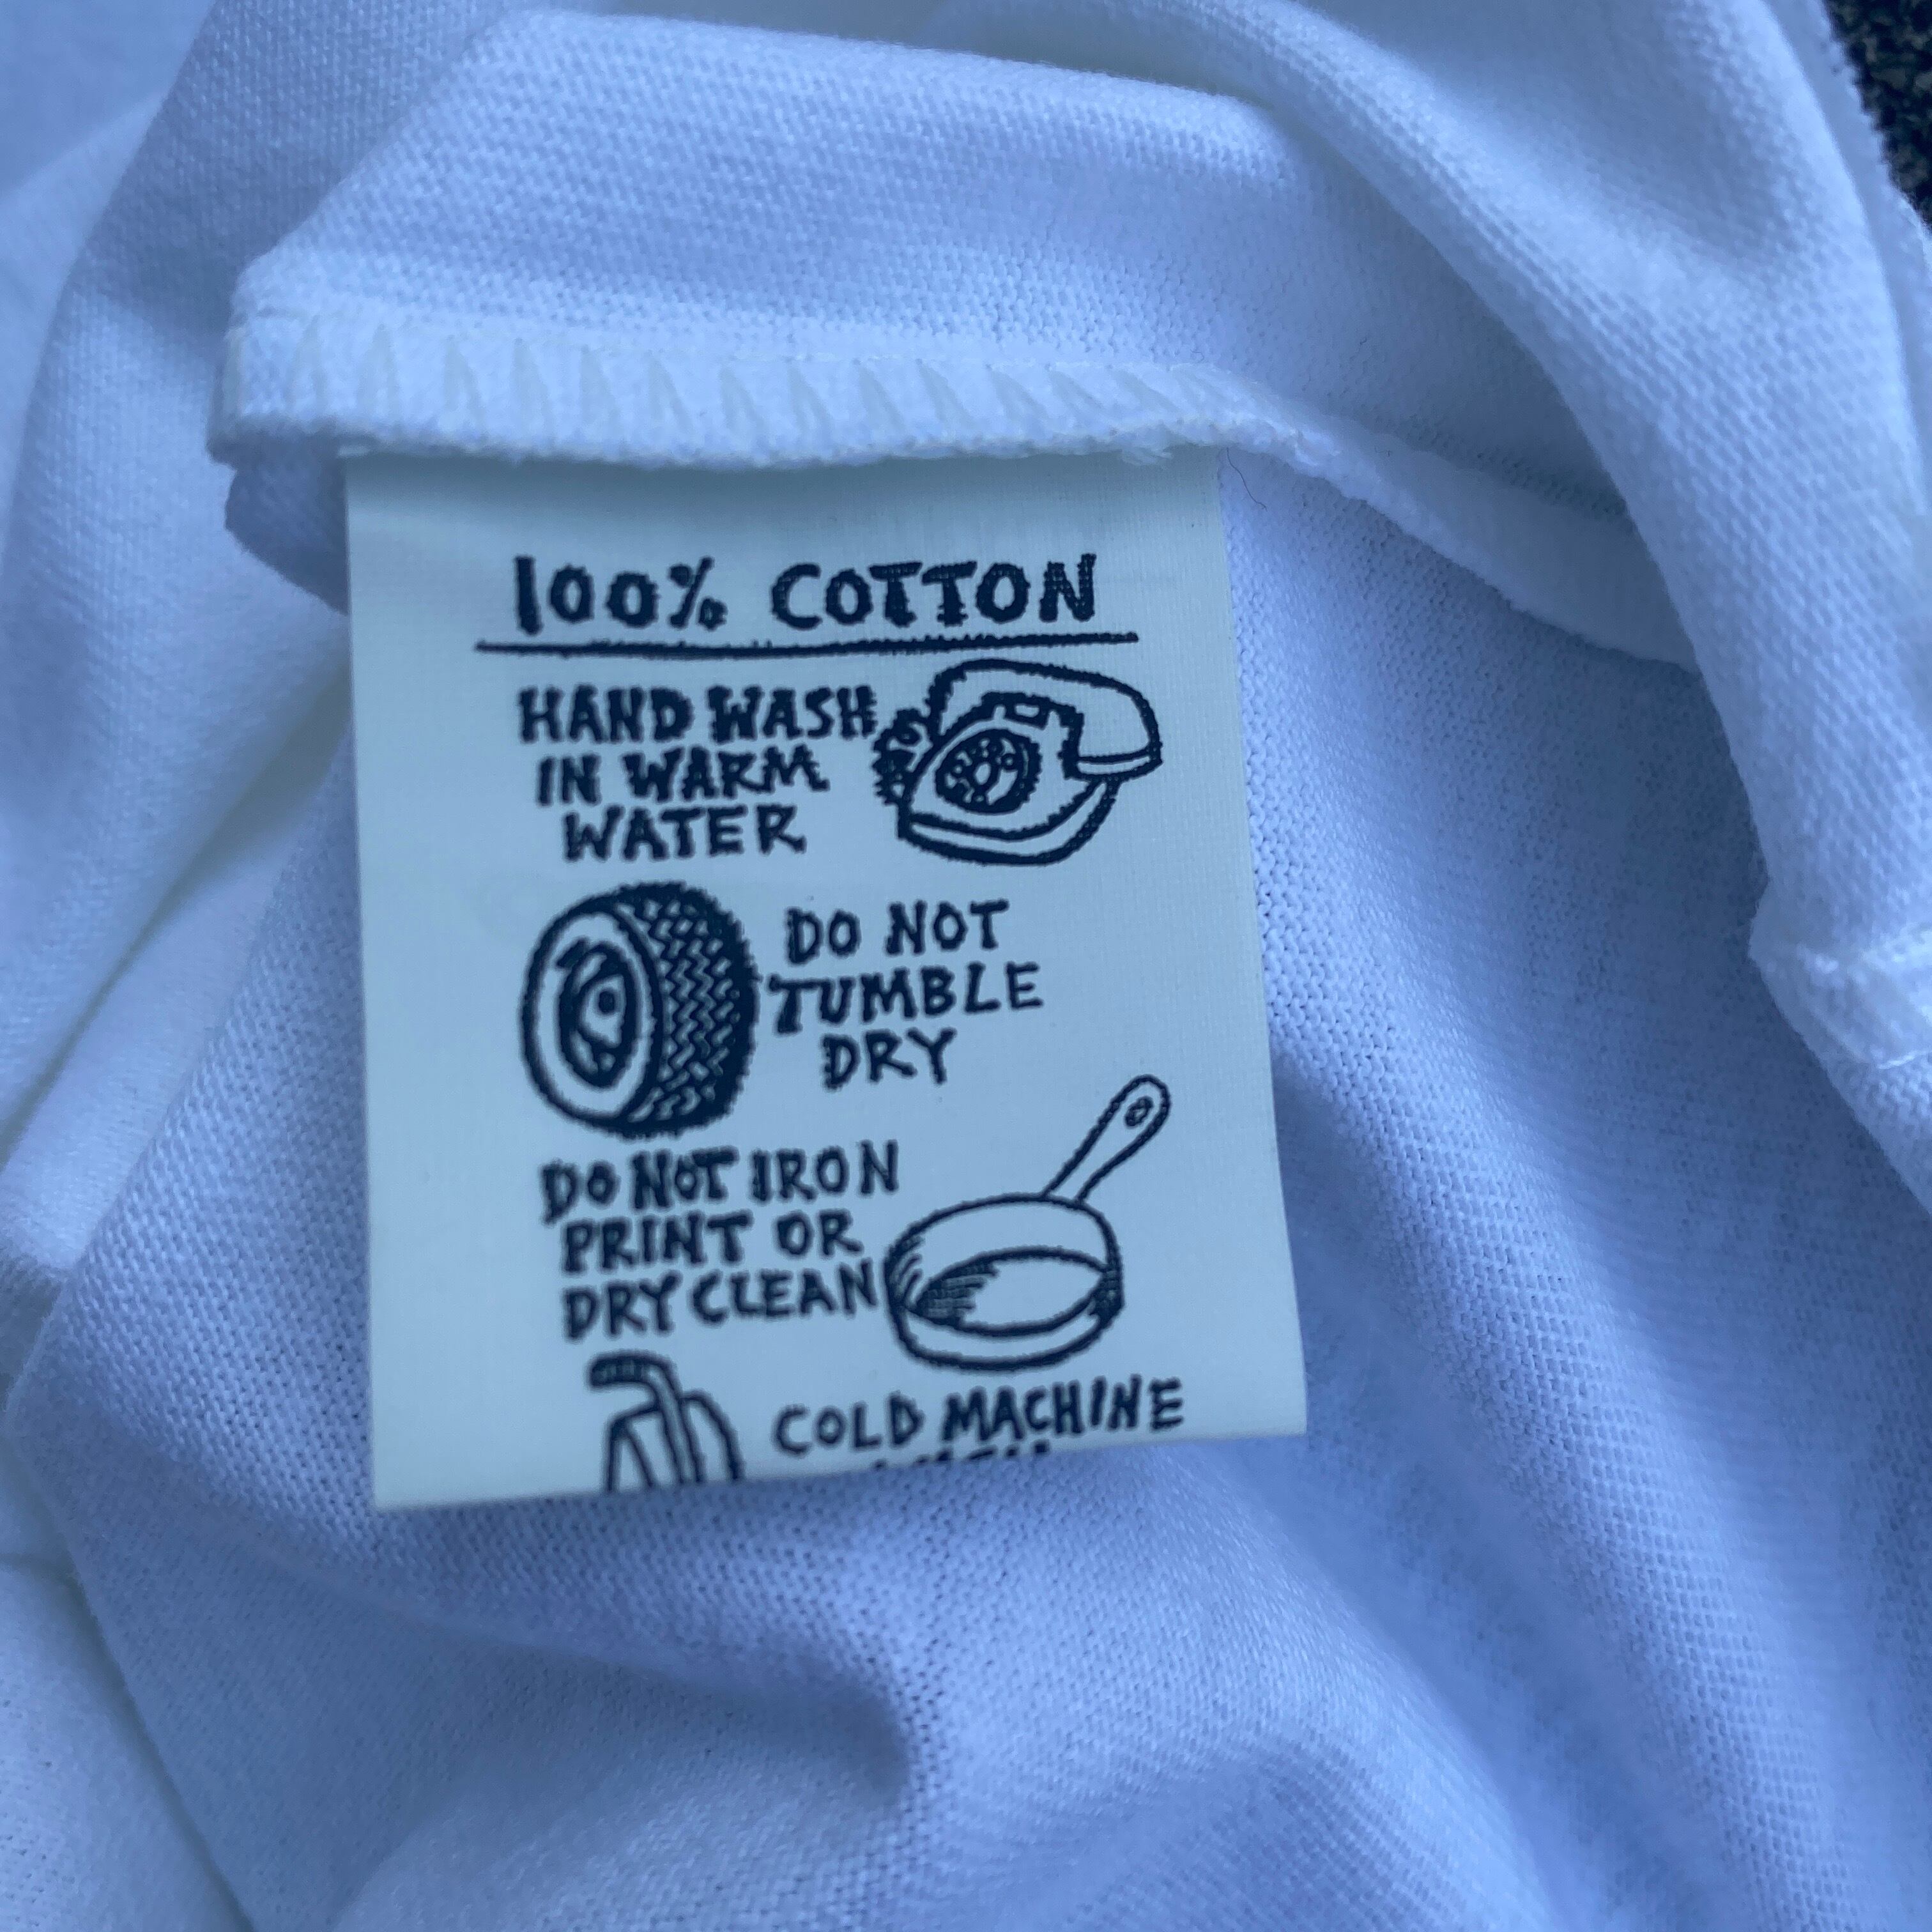 100% COTTON
HAND WASH
IN WARM
WATER
DO NOT
TUMBLE
DRY
DO NOT IRON
PRINT OR
DRY CLEAN
COLD MACHINE